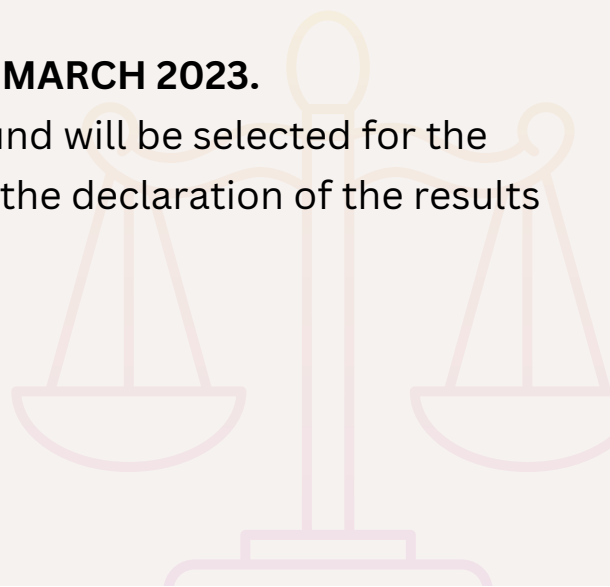 MARCH 2023.
und will be selected for the
the declaration of the results